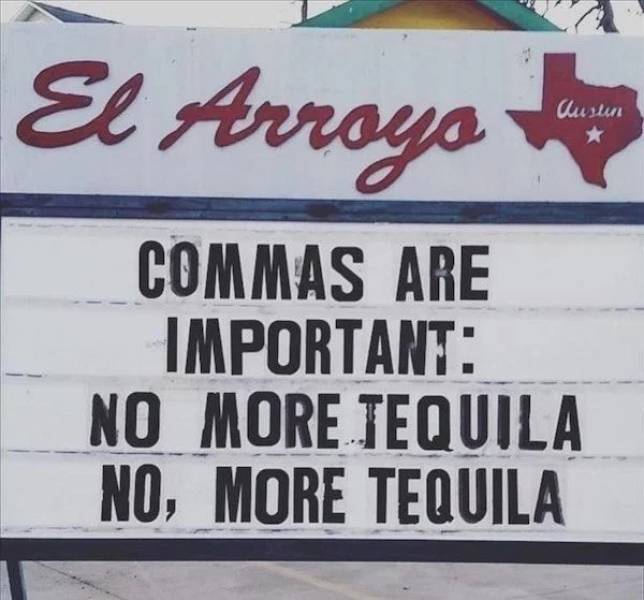 El Arroyo
Austin
COMMAS ARE
IMPORTANT:
NO MORE TEQUILA
NO, MORE TEQUILA